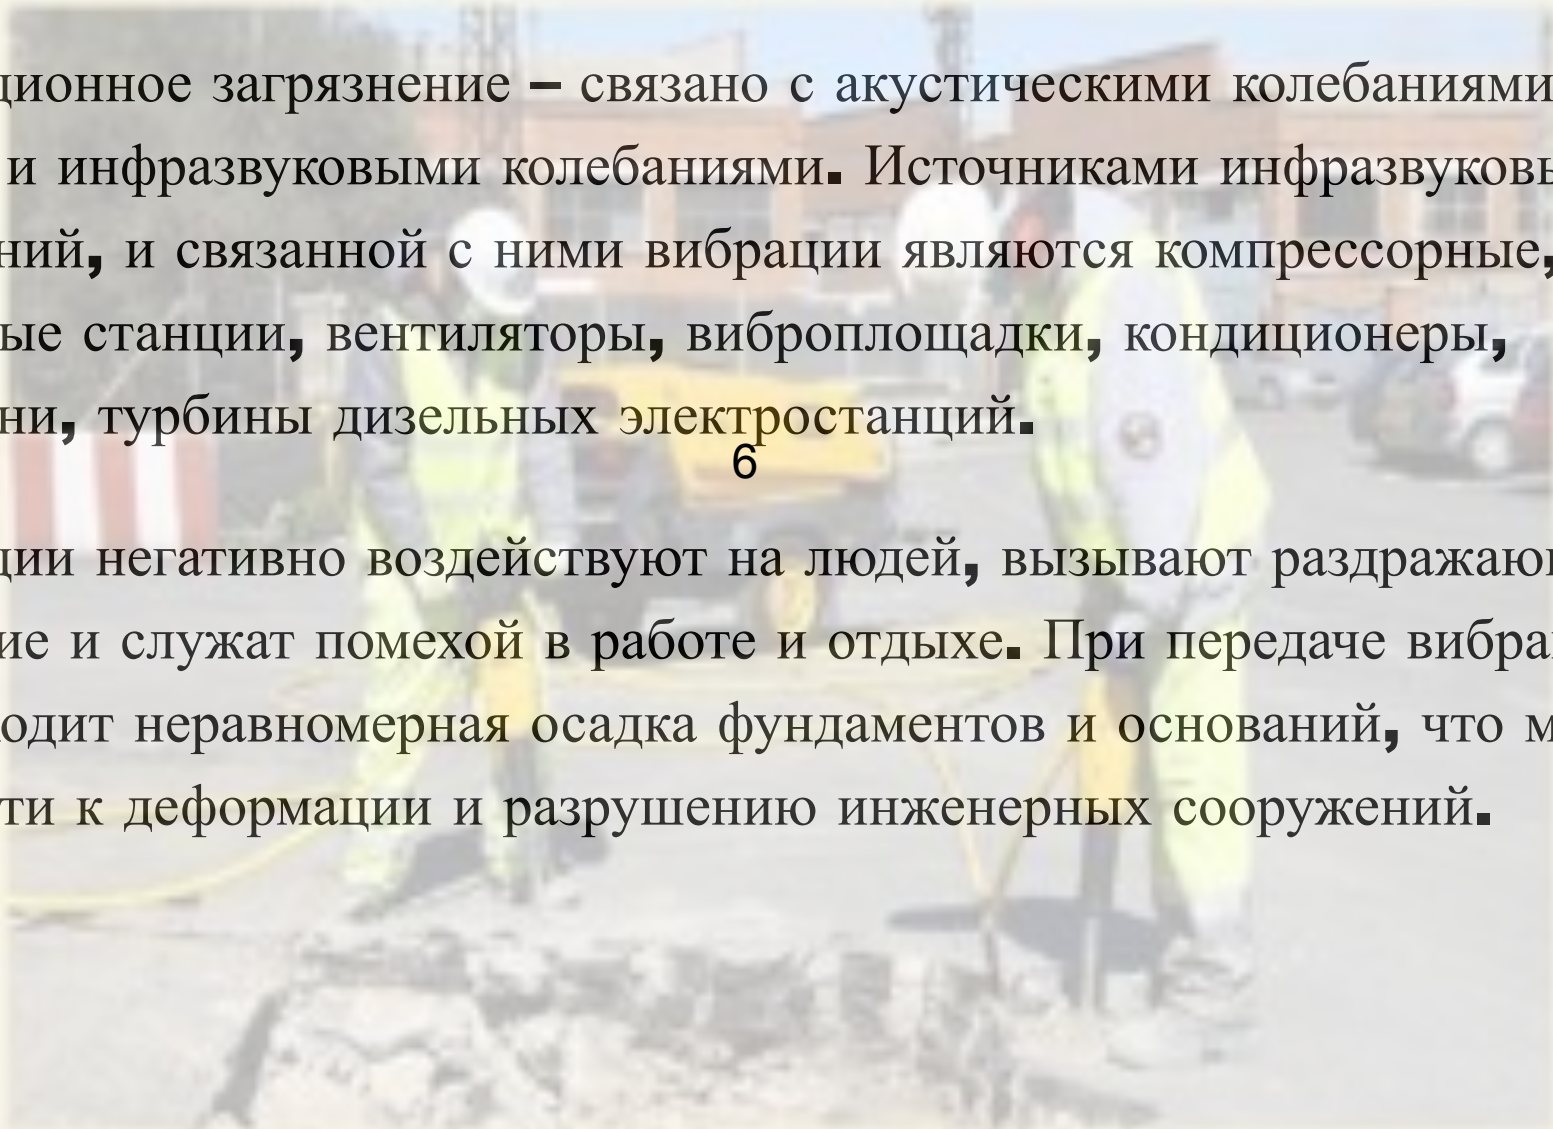 ционное загрязнение – связано с акустическими колебаниями
и инфразвуковыми колебаниями. Источниками инфразвуковы
ний, и связанной с ними вибрации являются компрессорные,
ые станции, вентиляторы, виброплощадки, кондиционеры,
ни, турбины дизельных электростанций.
6
ции негативно воздействуют на людей, вызывают раздражаю
ие и служат помехой в работе и отдыхе. При передаче вибра
одит неравномерная осадка фундаментов и оснований, что м
ти к деформации и разрушению инженерных сооружений.